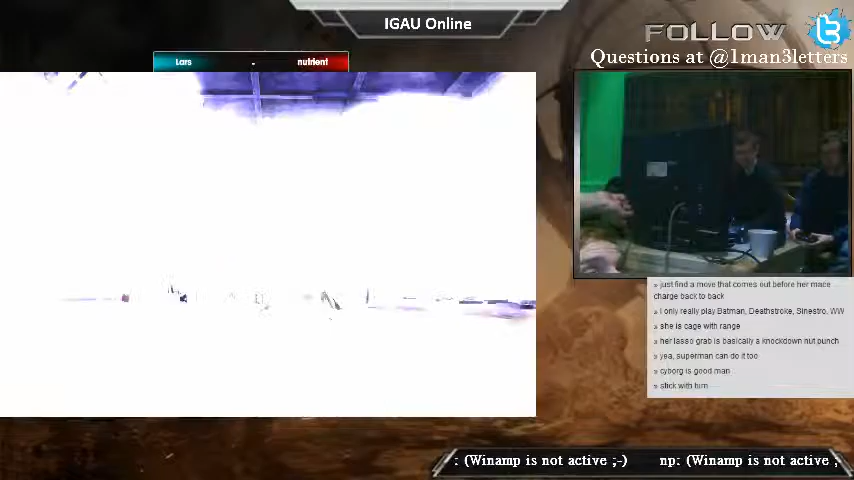 IGAU Online
FOLLOW
Questions at @1man3letters
Lars - nutrient
» just find a move that comes out before her mace
charge back to back
» I only really play Batman, Deathstroke, Sinestro, WW
» she is cage with range
» her lasso grab is basically a knockdown nut punch
» yea, superman can do it too
» cyborg is good man
» stick with him
: (Winamp is not active ;-) np: (Winamp is not active ;